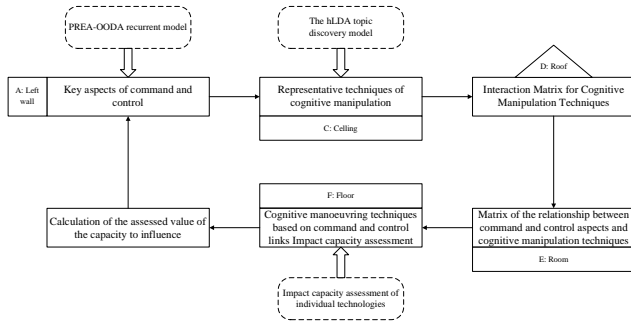 PREA-OODA recurrent model
The hLDA topic
discovery model
D: Roof
A: Left
wall
Key aspects of command and
control
Representative techniques of
cognitive manipulation
Interaction Matrix for Cognitive
Manipulation Techniques
C: Celling
F: Floor
Calculation of the assessed value of
the capacity to influence
Cognitive manoeuvring techniques
based on command and control
links Impact capacity assessment
Matrix of the relationship between
command and control aspects and
cognitive manipulation techniques
E: Room
Impact capacity assessment of
individual technologies